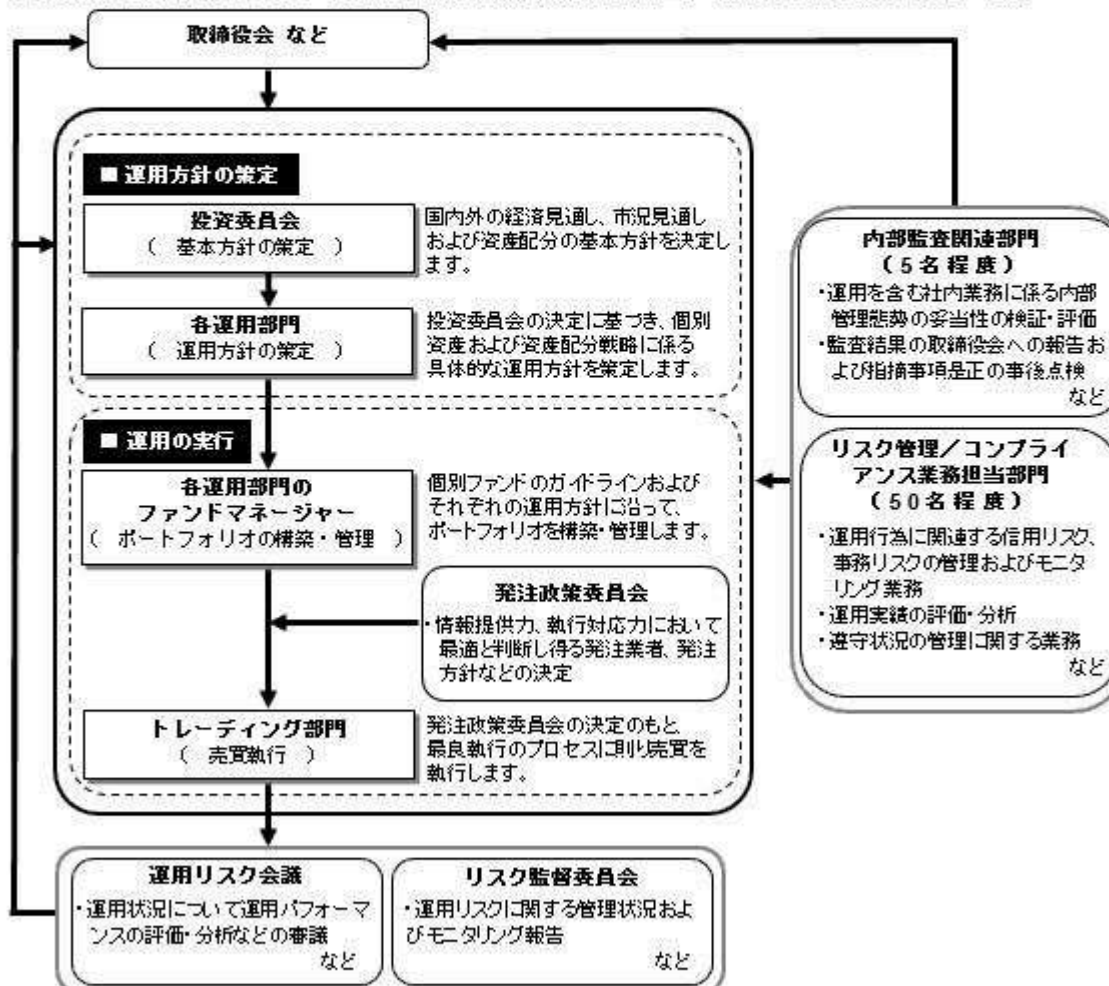 取締役会 など
■ 運用方針の策定
投資委員会
( 基本方針の策定 )
国内外の経済見通し、市況見通し
および資産配分の基本方針を決定し
ます。
各運用部門
( 運用方針の策定 )
投資委員会の決定に基づき、個別
資産および資産配分戦略に係る
具体的な運用方針を策定します。
■ 運用の実行
各運用部門の
ファンドマネージャー
( ポートフォリオの構築・管理 )
個別ファンドのガイドラインおよび
それぞれの運用方針に沿って、
ポートフォリオを構築・管理します。
発注政策委員会
・情報提供力、執行対応力において
最適と判断し得る発注業者、発注
方針などの決定
トレーディング部門
( 売買執行 )
発注政策委員会の決定のもと、
最良執行のプロセスに則り売買を
執行します。
内部監査関連部門
(5名程度)
・運用を含む社内業務に係る内部
管理態勢の妥当性の検証・評価
・監査結果の取締役会への報告お
よび指摘事項是正の事後点検
など
リスク管理/コンプライ
アンス業務担当部門
(50名程度)
・運用行為に関連する信用リスク、
事務リスクの管理およびモニタ
リング業務
・運用実績の評価・分析
・遵守状況の管理に関する業務
など
運用リスク会議
・運用状況について運用パフォーマ
ンスの評価・分析などの審議
など
リスク監督委員会
・運用リスクに関する管理状況およ
びモニタリング報告
など